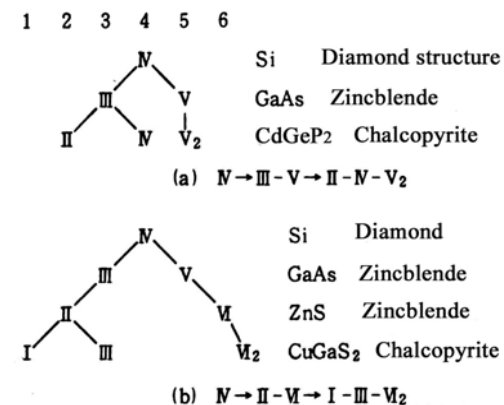 1 2 3 4 5 6
Ⅳ Si Diamond structure
Ⅲ Ⅴ GaAs Zincblende
Ⅱ Ⅳ Ⅴ₂ CdGeP₂ Chalcopyrite
(a) Ⅳ→Ⅲ-Ⅴ→Ⅱ-Ⅳ-Ⅴ₂
Ⅳ Si Diamond
Ⅲ Ⅴ GaAs Zincblende
Ⅱ Ⅵ ZnS Zincblende
Ⅰ Ⅲ Ⅵ₂ CuGaS₂ Chalcopyrite
(b) Ⅳ→Ⅱ-Ⅵ→Ⅰ-Ⅲ-Ⅵ₂